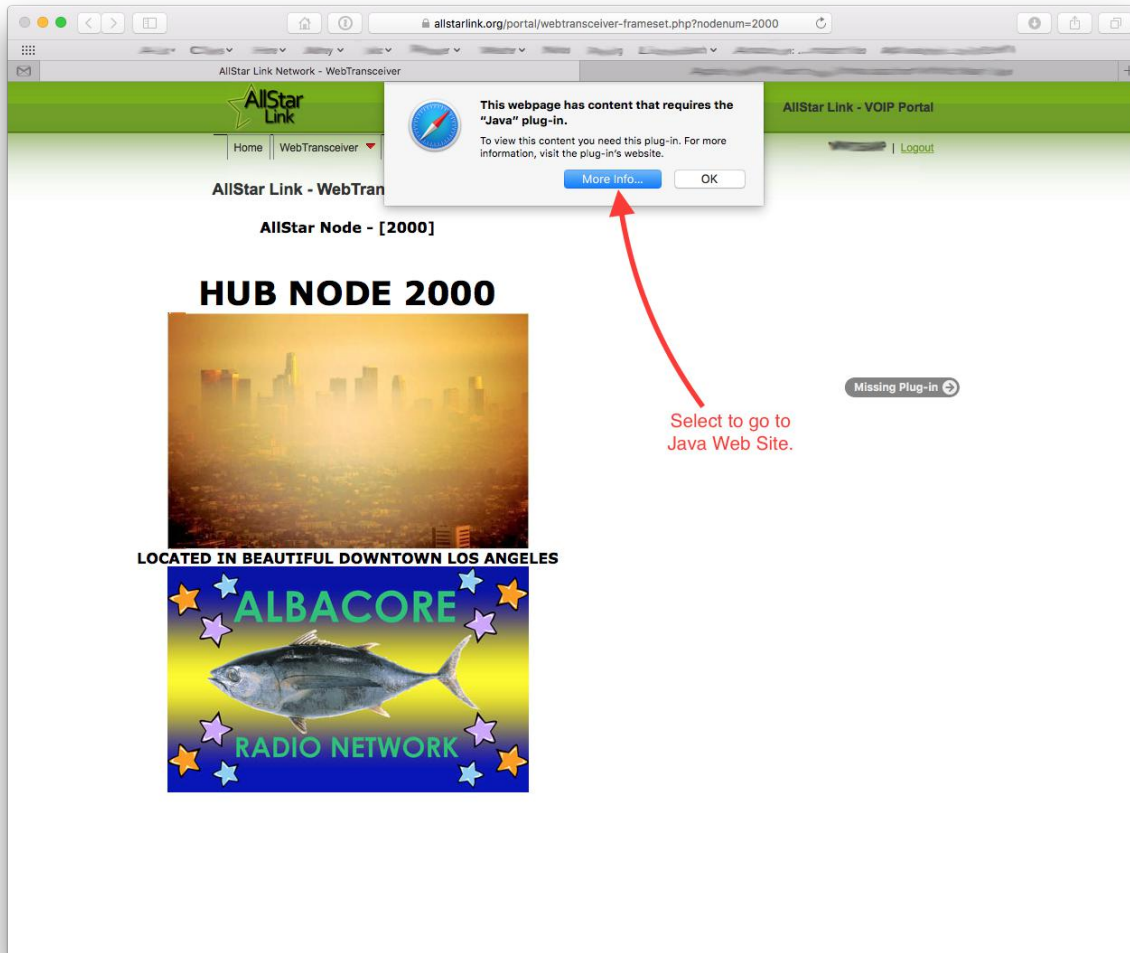 allstarlink.org/portal/webtransceiver-frameset.php?nodenum=2000
AllStar Link Network - WebTransceiver
AllStar
Link
This webpage has content that requires the
“Java” plug-in.
To view this content you need this plug-in. For more
information, visit the plug-in's website.
More Info...
OK
AllStar Link - VOIP Portal
Home
WebTransceiver
| Logout
AllStar Link - WebTran
AllStar Node - [2000]
HUB NODE 2000
Missing Plug-in
Select to go to
Java Web Site.
LOCATED IN BEAUTIFUL DOWNTOWN LOS ANGELES
ALBACORE
RADIO NETWORK